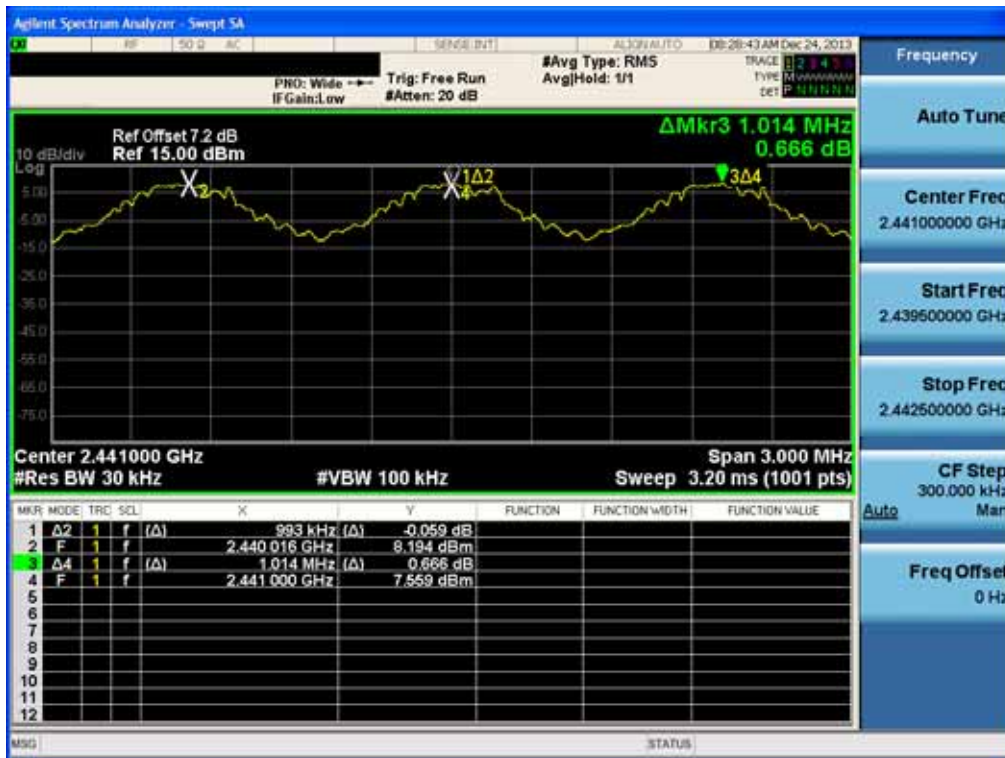 Agilent Spectrum Analyzer - Swept SA
RF 50 Ω AC SENSE:INT ALIGN AUTO 08:28:43 AM Dec 24, 2013
#Avg Type: RMS TRACE 1 2 3 4 5 6
PNO: Wide Trig: Free Run Avg|Hold: 1/1 TYPE M WWWWW
IFGain:Low #Atten: 20 dB DET P N N N N N
Frequency
Auto Tune
Center Freq
2.441000000 GHz
Start Freq
2.439500000 GHz
Stop Freq
2.442500000 GHz
CF Step
300.000 kHz
Auto Man
Freq Offset
0 Hz
ΔMkr3 1.014 MHz
0.666 dB
Ref Offset 7.2 dB
10 dB/div Ref 15.00 dBm
Log
5.00
-5.00
-15.0
-25.0
-35.0
-45.0
-55.0
-65.0
-75.0
2
1Δ2
4
3Δ4
Center 2.441000 GHz Span 3.000 MHz
#Res BW 30 kHz #VBW 100 kHz Sweep 3.20 ms (1001 pts)
MKR MODE TRC SCL X Y FUNCTION FUNCTION WIDTH FUNCTION VALUE
1 Δ2 1 f (Δ) 993 kHz (Δ) -0.059 dB
2 F 1 f 2.440 016 GHz 8.194 dBm
3 Δ4 1 f (Δ) 1.014 MHz (Δ) 0.666 dB
4 F 1 f 2.441 000 GHz 7.559 dBm
5
6
7
8
9
10
11
12
MSG STATUS